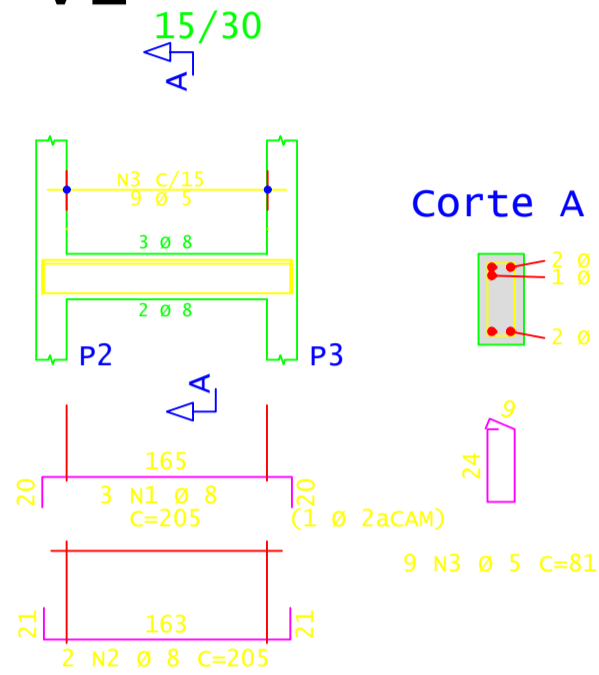 15/30
A
N3 C/15
9 Ø 5
3 Ø 8
2 Ø 8
P2
P3
A
Corte A
2 Ø
1 Ø
2 Ø
165
20
20
3 N1 Ø 8
C=205
(1 Ø 2aCAM)
9
24
9 N3 Ø 5 C=81
163
21
21
2 N2 Ø 8 C=205